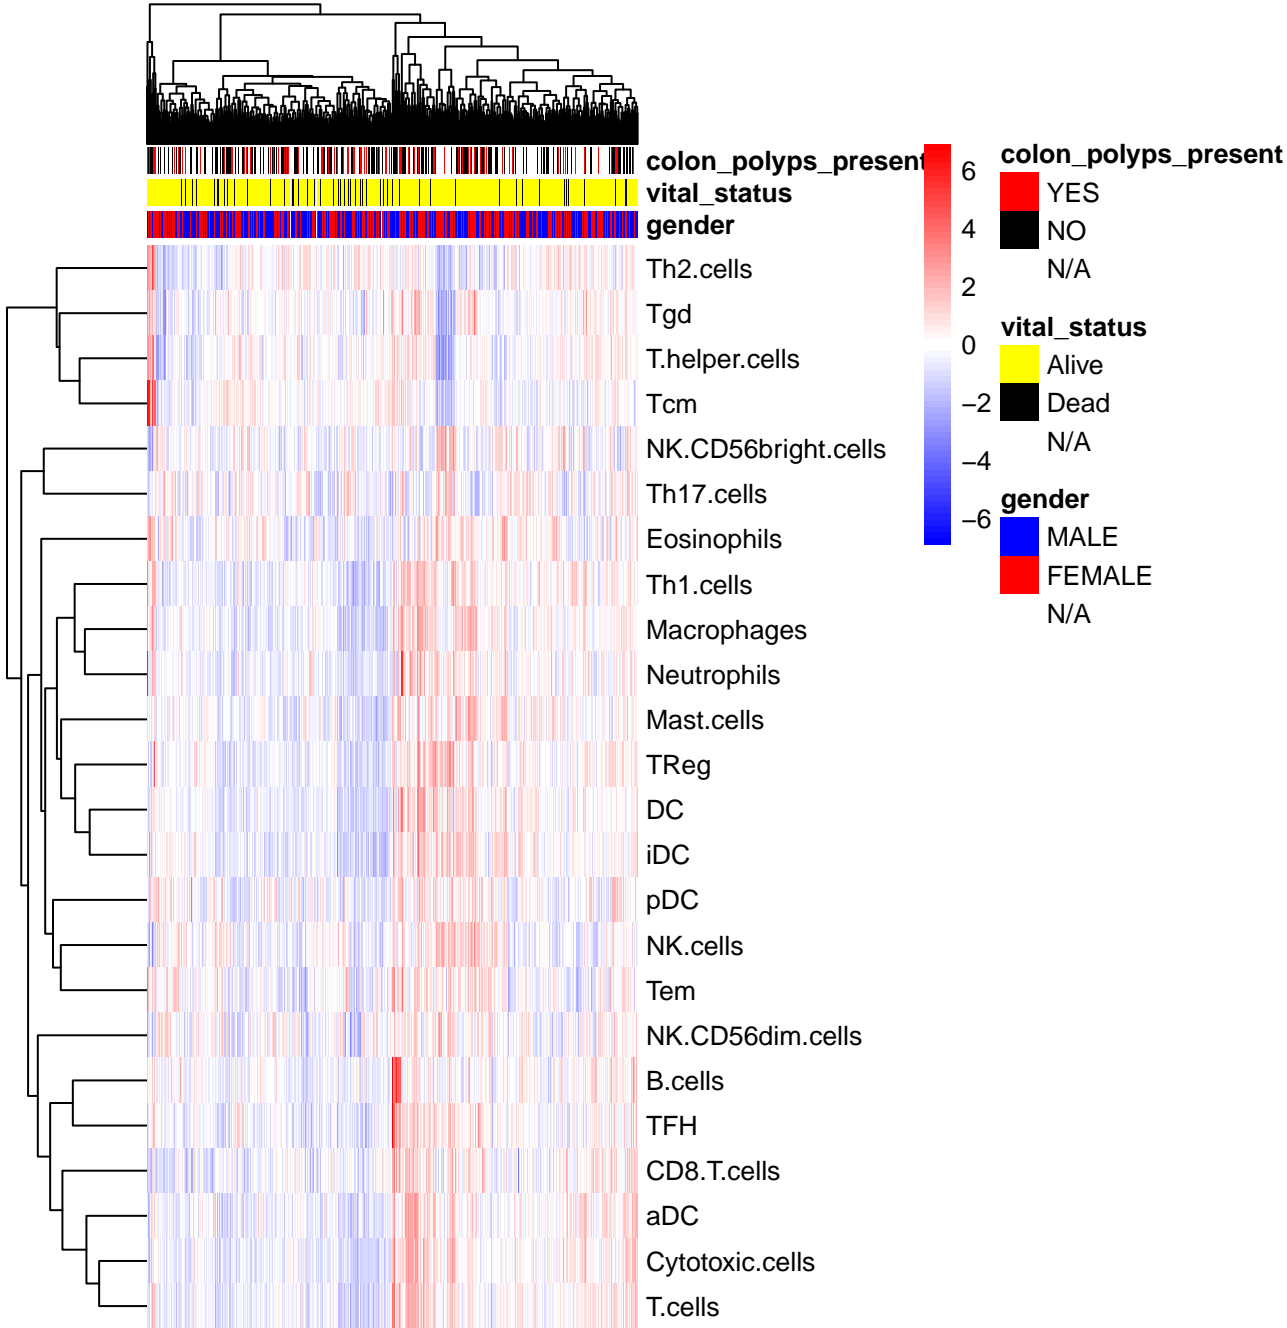 colon_polyps_present
vital_status
gender
Th2.cells
Tgd
T.helper.cells
Tcm
NK.CD56bright.cells
Th17.cells
Eosinophils
Th1.cells
Macrophages
Neutrophils
Mast.cells
TReg
DC
iDC
pDC
NK.cells
Tem
NK.CD56dim.cells
B.cells
TFH
CD8.T.cells
aDC
Cytotoxic.cells
T.cells
6
4
2
0
−2
−4
−6
colon_polyps_present
YES
NO
N/A
vital_status
Alive
Dead
N/A
gender
MALE
FEMALE
N/A